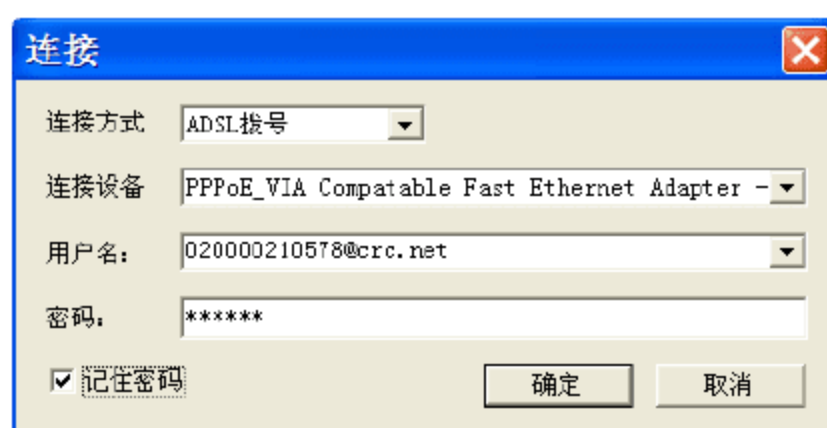 连接
连接方式 ADSL拨号
连接设备 PPPoE_VIA Compatable Fast Ethernet Adapter -
用户名： 020000210578@crc.net
密码： ******
记住密码 确定 取消